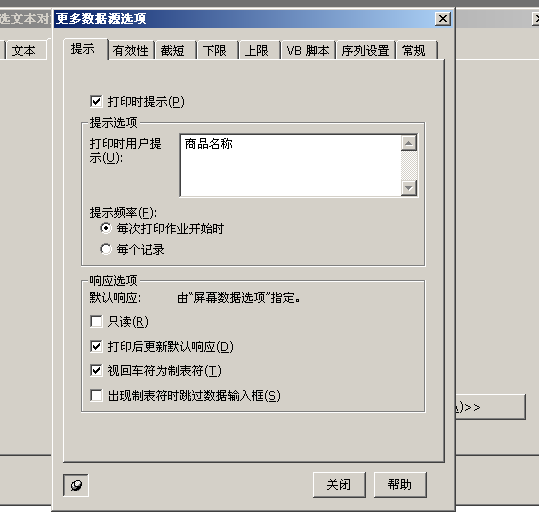 选文本对
更多数据源选项
文本
提示
有效性
截短
下限
上限
VB 脚本
序列设置
常规
打印时提示(P)
提示选项
打印时用户提
示(U):
商品名称
提示频率(F):
每次打印作业开始时
每个记录
响应选项
默认响应: 由“屏幕数据选项”指定。
只读(R)
打印后更新默认响应(D)
视回车符为制表符(T)
出现制表符时跳过数据输入框(S)
)>>
关闭
帮助